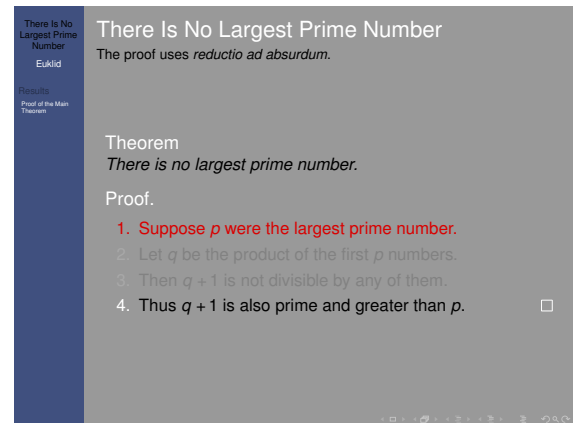 There Is No
Largest Prime
Number
Euklid
Results
Proof of the Main
Theorem
There Is No Largest Prime Number
The proof uses reductio ad absurdum.
Theorem
There is no largest prime number.
Proof.
1. Suppose p were the largest prime number.
2. Let q be the product of the first p numbers.
3. Then q + 1 is not divisible by any of them.
4. Thus q + 1 is also prime and greater than p. □